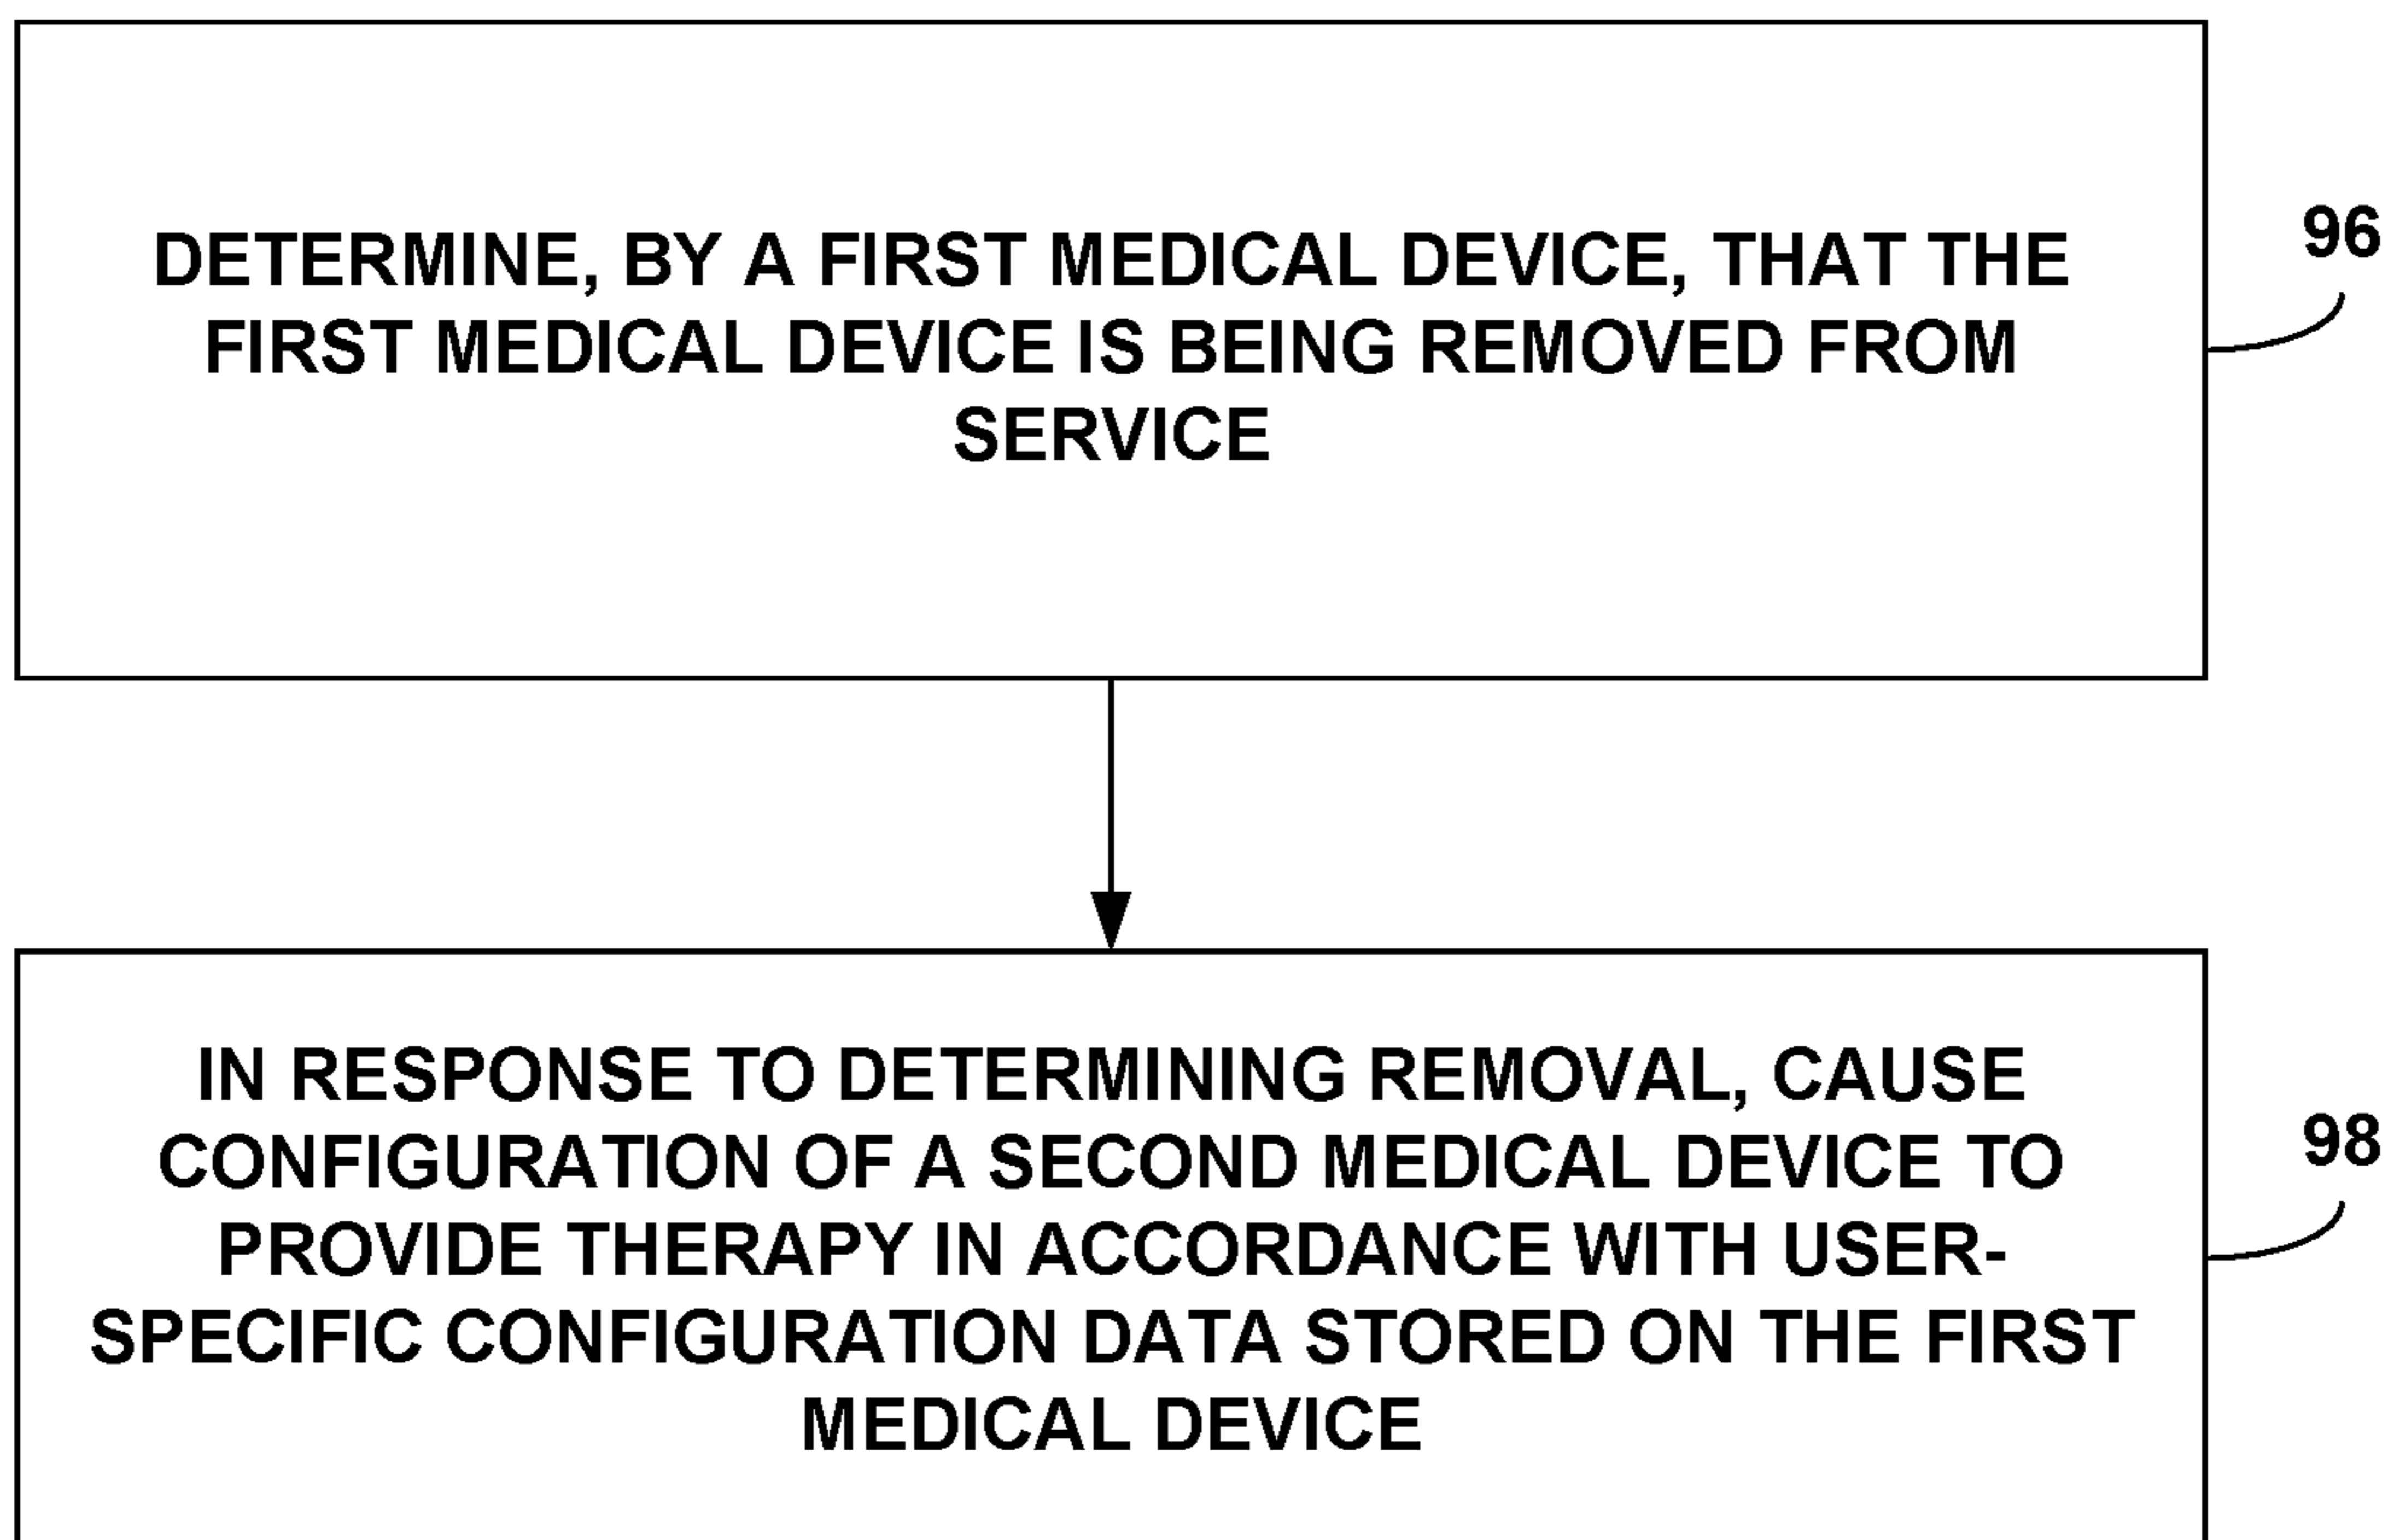 DETERMINE, BY A FIRST MEDICAL DEVICE, THAT THE
FIRST MEDICAL DEVICE IS BEING REMOVED FROM
SERVICE
96
IN RESPONSE TO DETERMINING REMOVAL, CAUSE
CONFIGURATION OF A SECOND MEDICAL DEVICE TO
PROVIDE THERAPY IN ACCORDANCE WITH USER-
SPECIFIC CONFIGURATION DATA STORED ON THE FIRST
MEDICAL DEVICE
98